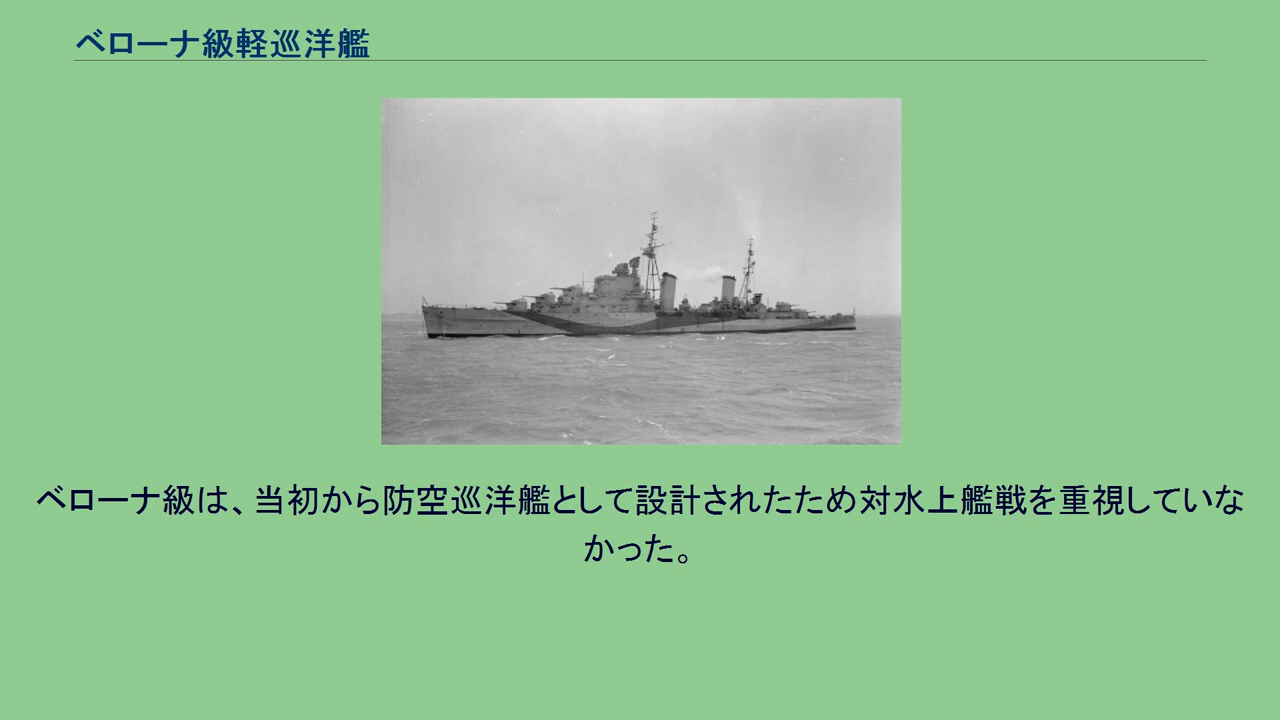 ベローナ級軽巡洋艦
ベローナ級は、当初から防空巡洋艦として設計されたため対水上艦戦を重視していな
かった。